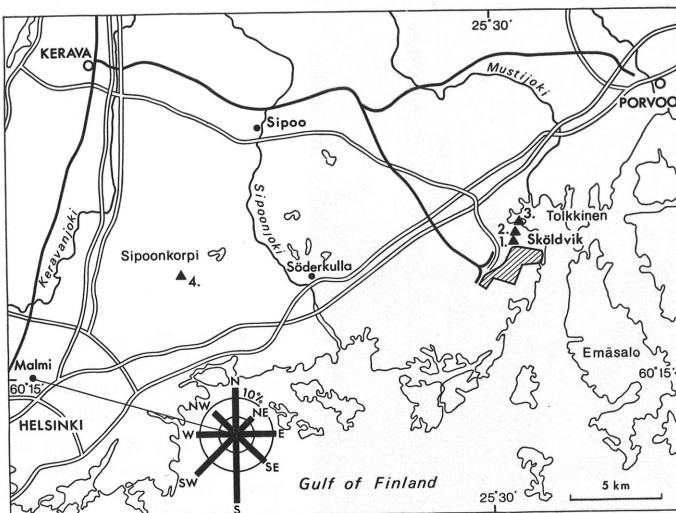 25°30'
KERAVA
Mustijoki
PORVOO
Sipoo
Keravanjoki
Sipoonjoki
Tolkkinen
3.
2.
1.
Sköldvik
Sipoonkorpi
4.
Söderkulla
Emäsalo
Malmi
60°15'
60°15'
HELSINKI
N
10%
NW
NE
W
E
SW
SE
S
Gulf of Finland
25°30'
5 km